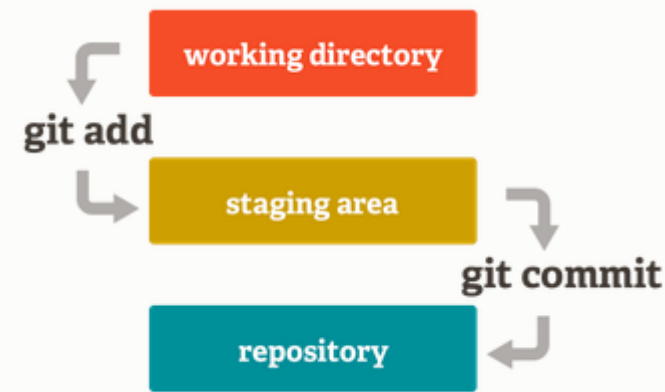 working directory
git add
staging area
git commit
repository